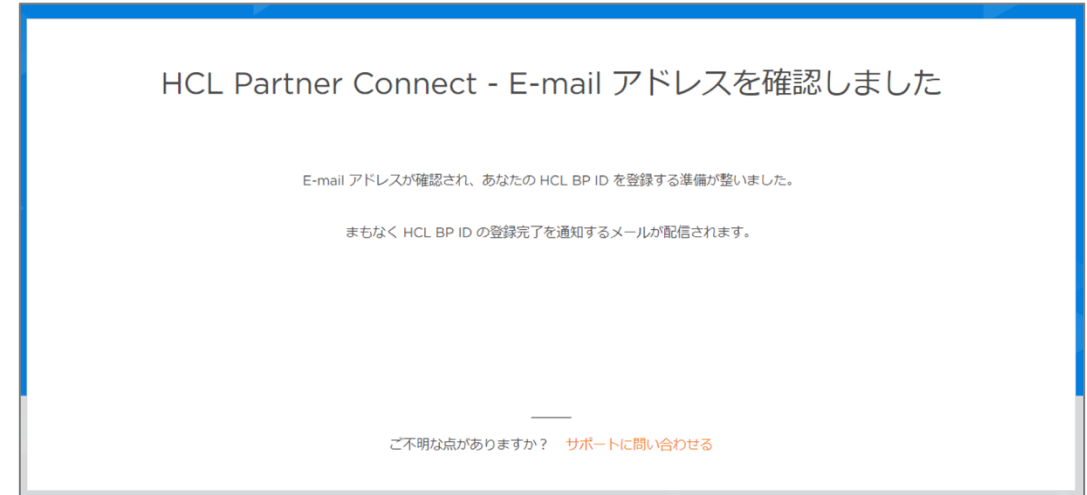 HCL Partner Connect - E-mail アドレスを確認しました
E-mail アドレスが確認され、あなたの HCL BP ID を登録する準備が整いました。
まもなく HCL BP ID の登録完了を通知するメールが配信されます。
ご不明な点がありますか？ サポートに問い合わせる